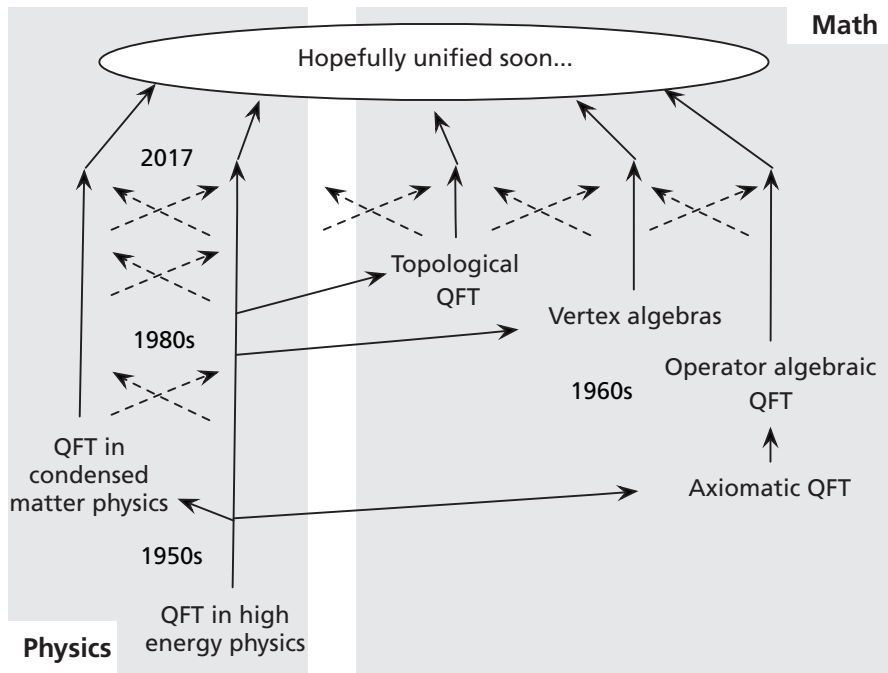 Math
Hopefully unified soon...
2017
Topological
QFT
Vertex algebras
1980s
Operator algebraic
QFT
1960s
QFT in
condensed
matter physics
Axiomatic QFT
1950s
QFT in high
energy physics
Physics